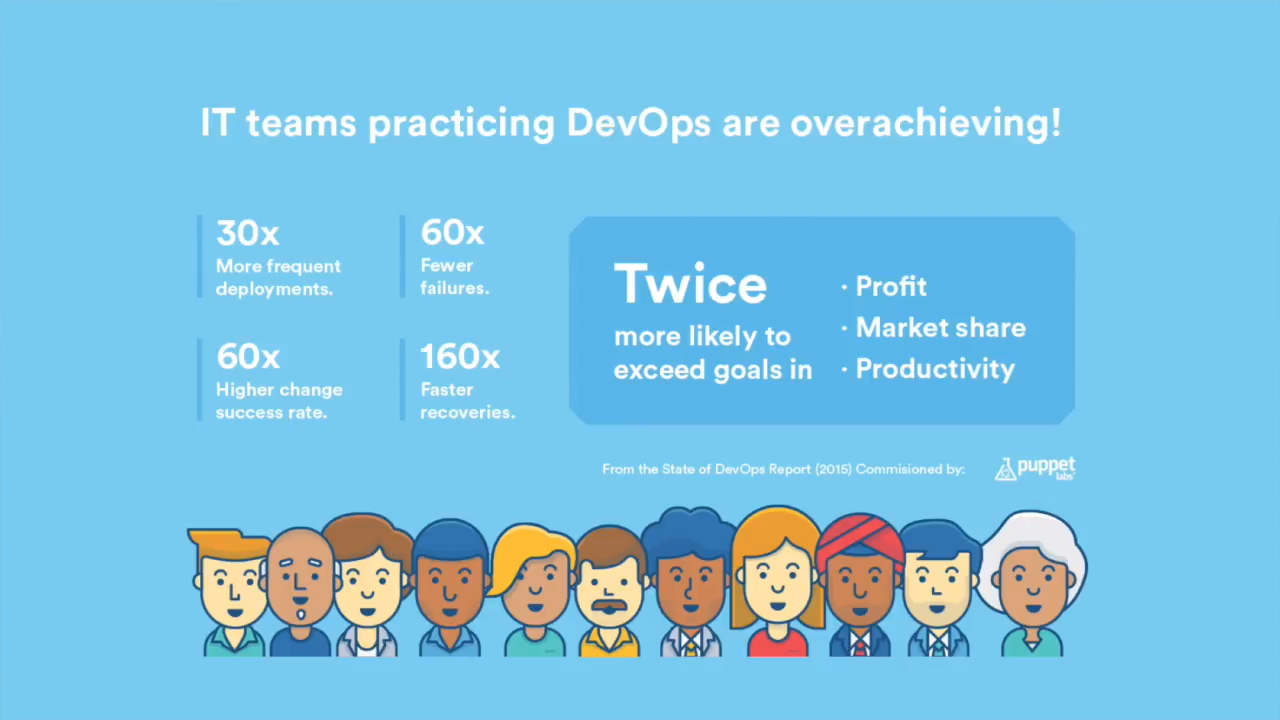 IT teams practicing DevOps are overachieving!
30x
More frequent
deployments.
60x
Fewer
failures.
60x
Higher change
success rate.
160x
Faster
recoveries.
Twice
more likely to
exceed goals in
· Profit
· Market share
· Productivity
From the State of DevOps Report (2015) Commisioned by:
puppet
labs